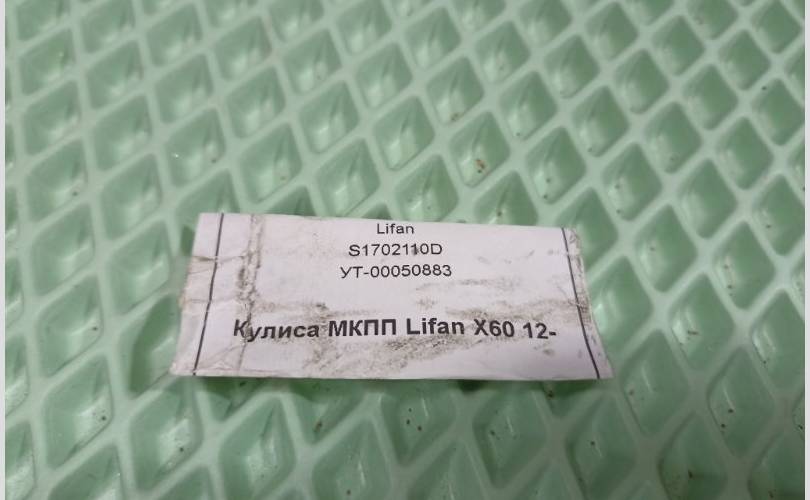 Lifan
S1702110D
УТ-00050883
Кулиса МКПП Lifan X60 12-